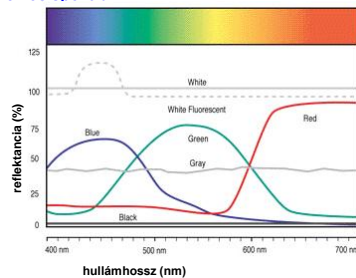 125
White
100
White Fluorescent
Red
75
Blue
Green
50
Gray
25
Black
0
reflektancia (%)
400 nm 500 nm 600 nm 700 nm
hullámhossz (nm)